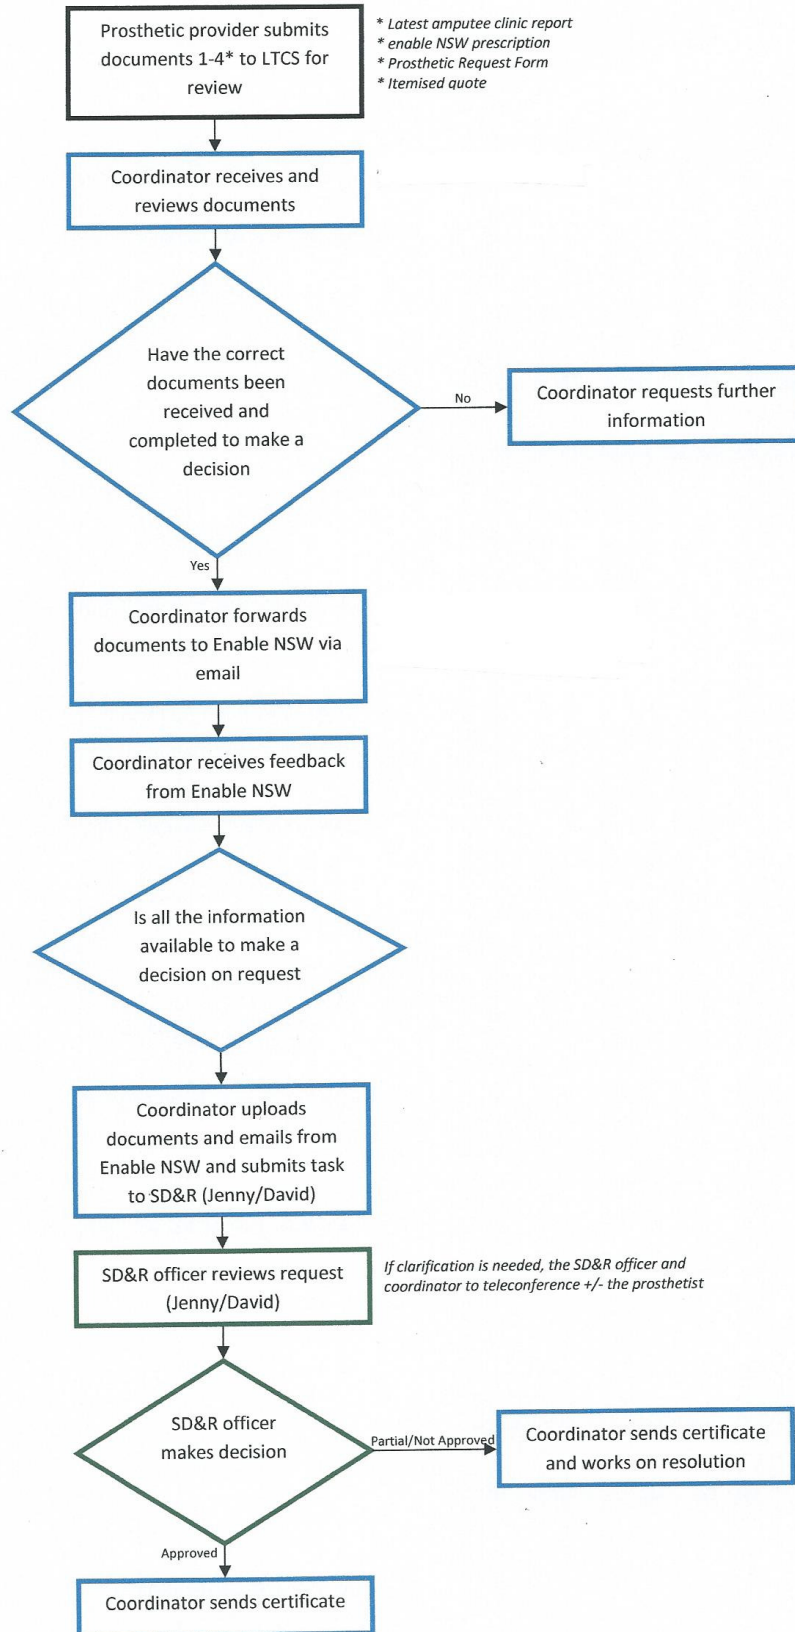 Prosthetic provider submits
documents 1-4* to LTCS for
review
* Latest amputee clinic report
* enable NSW prescription
* Prosthetic Request Form
* Itemised quote
Coordinator receives and
reviews documents
Have the correct
documents been
received and
completed to make a
decision
No
Coordinator requests further
information
Yes
Coordinator forwards
documents to Enable NSW via
email
Coordinator receives feedback
from Enable NSW
Is all the information
available to make a
decision on request
Coordinator uploads
documents and emails from
Enable NSW and submits task
to SD&R (Jenny/David)
SD&R officer reviews request
(Jenny/David)
If clarification is needed, the SD&R officer and
coordinator to teleconference +/- the prosthetist
SD&R officer
makes decision
Partial/Not Approved
Coordinator sends certificate
and works on resolution
Approved
Coordinator sends certificate